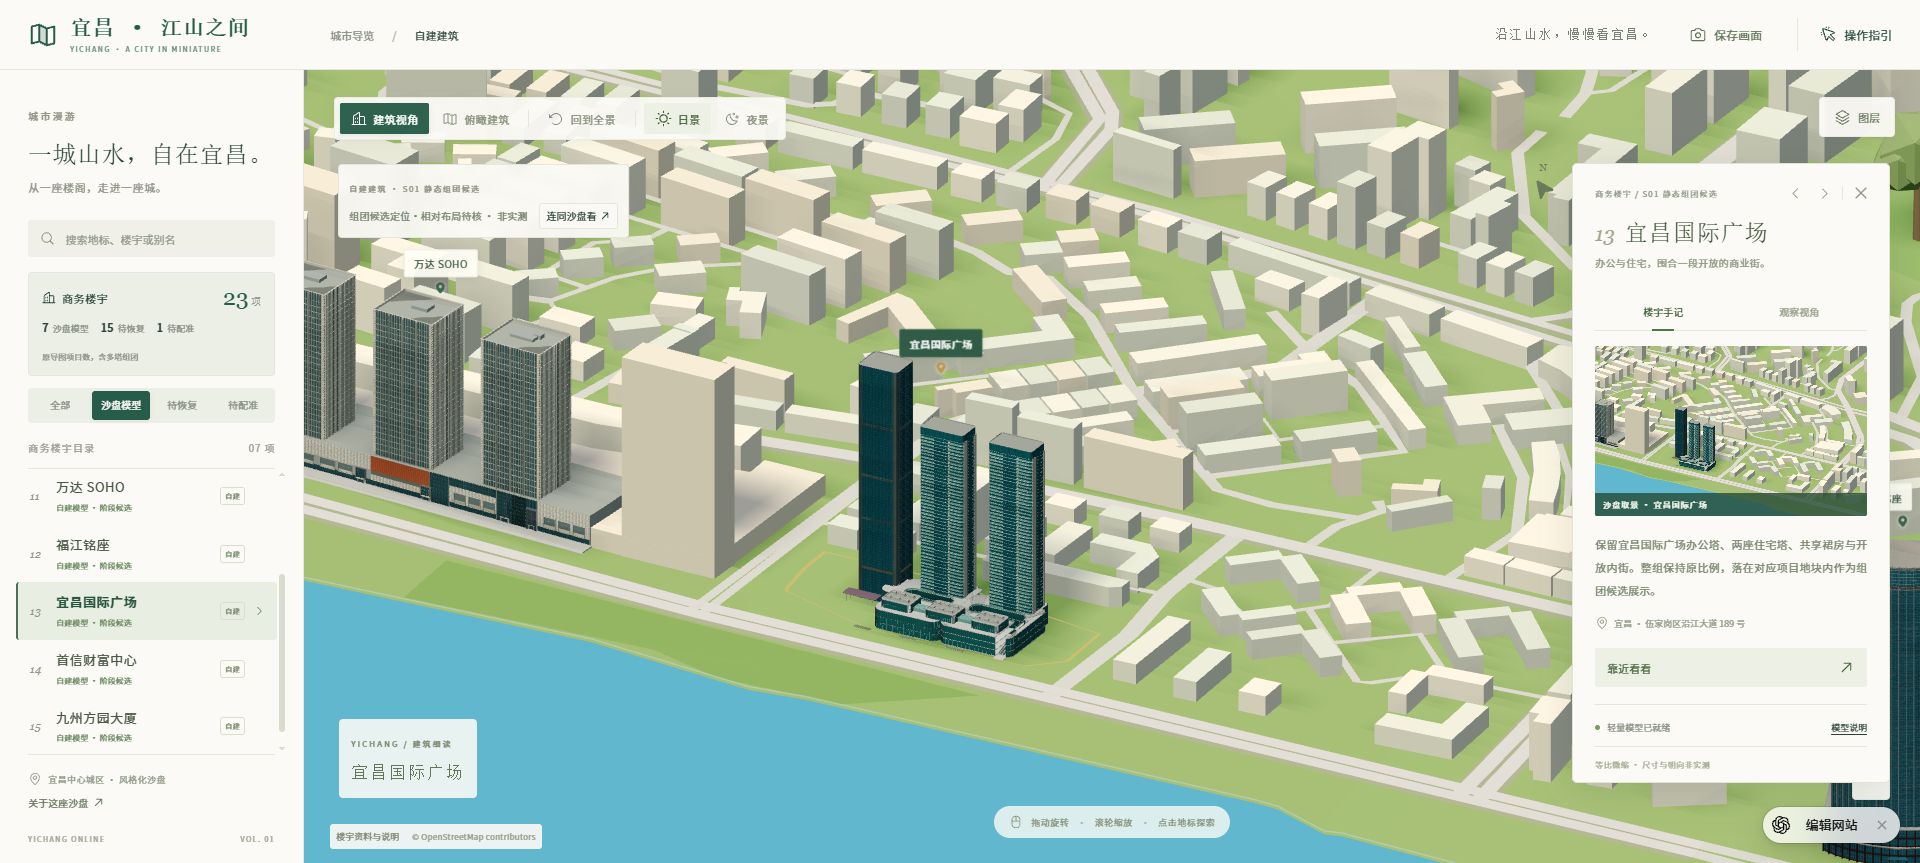 宜昌 • 江山之间
YICHANG • A CITY IN MINIATURE
城市导览 / 自建建筑
沿江山水，慢慢看宜昌。
保存画面
操作指引
城市漫游
一城山水，自在宜昌。
从一座楼阁，走进一座城。
搜索地标、楼宇或别名
商务楼宇
23 项
7 沙盘模型 15 待恢复 1 待配准
原导图项目数，含多塔组团
全部 沙盘模型 待恢复 待配准
商务楼宇目录 07 项
11 万达 SOHO 自建
自建模型 • 阶段候选
12 福江铭座 自建
自建模型 • 阶段候选
13 宜昌国际广场 自建
自建模型 • 阶段候选
14 首信财富中心 自建
自建模型 • 阶段候选
15 九州方园大厦 自建
自建模型 • 阶段候选
宜昌中心城区 • 风格化沙盘
关于这座沙盘
YICHANG ONLINE VOL. 01
建筑视角 俯瞰建筑 回到全景 日景 夜景
自建建筑 • S01 静态组团候选
组团候选定位 • 相对布局待核 • 非实测 连同沙盘看
万达 SOHO
宜昌国际广场
N
图层
座
YICHANG / 建筑细读
宜昌国际广场
楼宇资料与说明 © OpenStreetMap contributors
拖动旋转 • 滚轮缩放 • 点击地标探索
商务楼宇 / S01 静态组团候选
13 宜昌国际广场
办公与住宅，围合一段开放的商业街。
楼宇手记 观察视角
沙盘取景 • 宜昌国际广场
保留宜昌国际广场办公塔、两座住宅塔、共享裙房与开
放内街。整组保持原比例，落在对应项目地块内作为组
团候选展示。
宜昌 • 伍家岗区沿江大道 189 号
靠近看看
轻量模型已就绪 模型说明
等比微缩 • 尺寸与朝向非实测
编辑网站